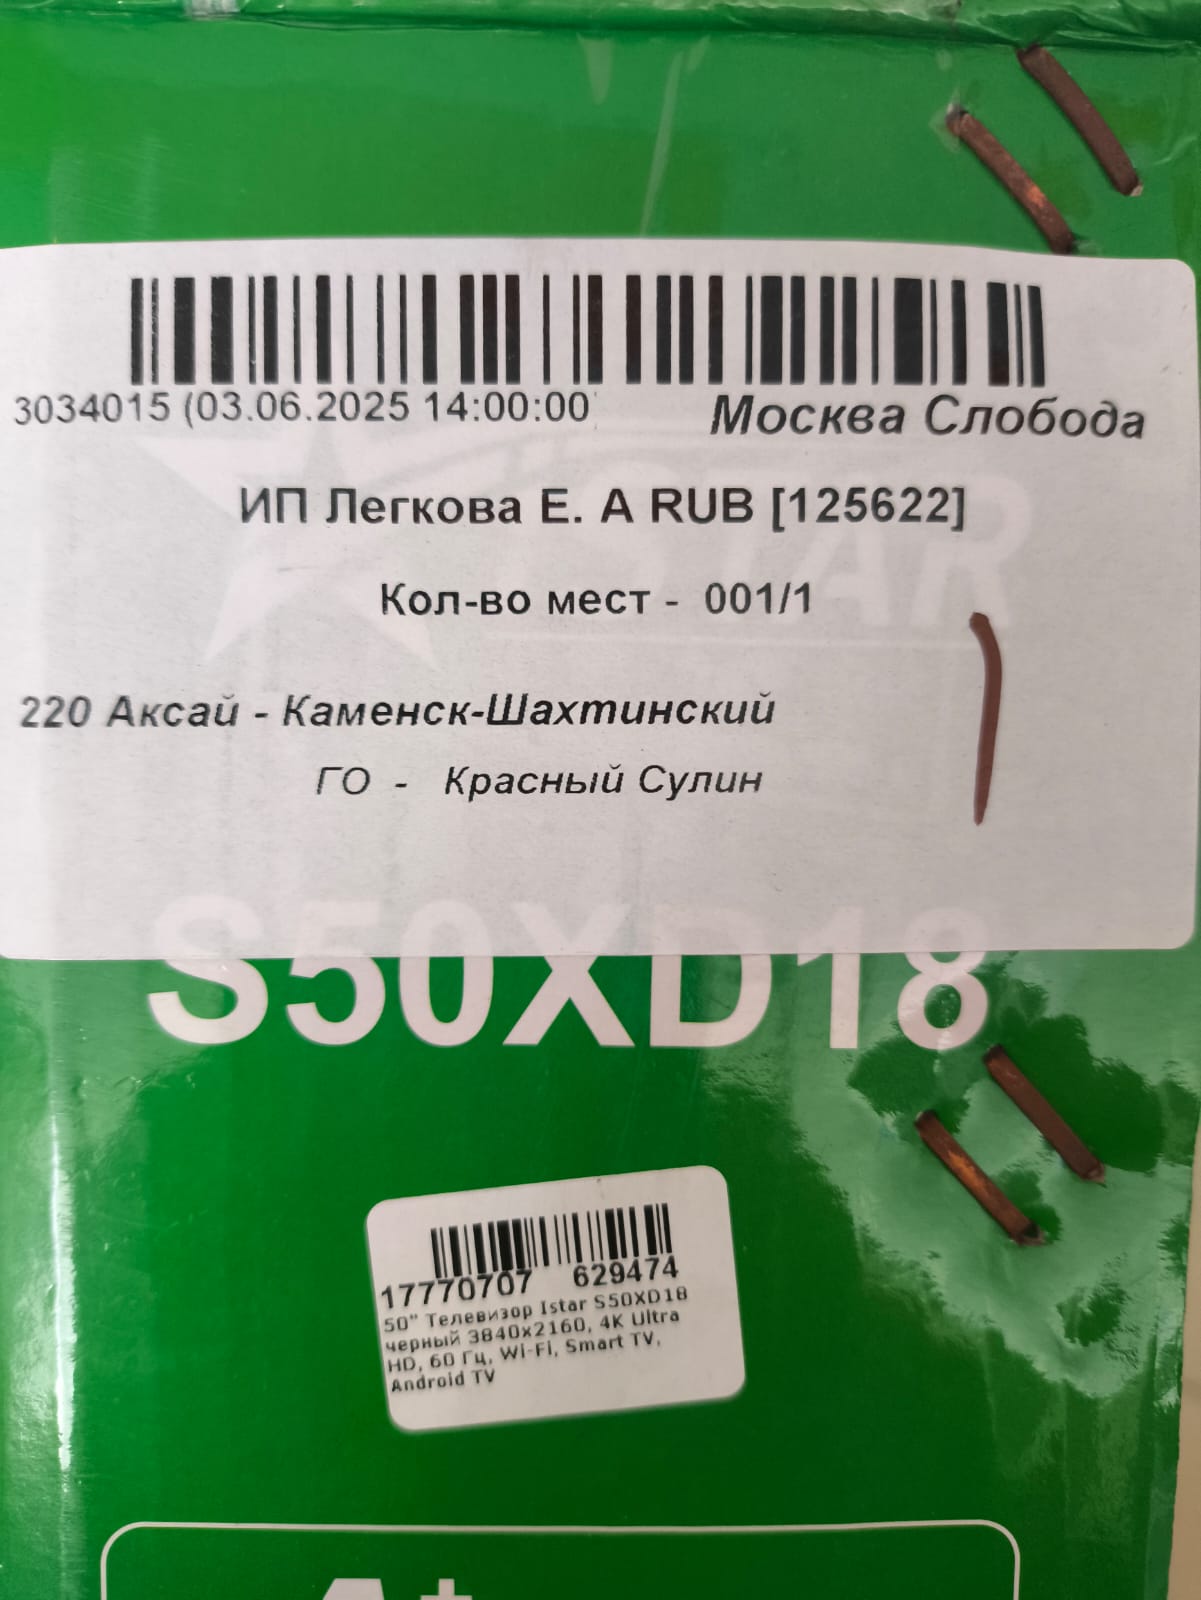 3034015 (03.06.2025 14:00:00
Москва Слобода
ИП Легкова Е. А RUB [125622]
Кол-во мест - 001/1
220 Аксай - Каменск-Шахтинский
ГО - Красный Сулин
STAR
S50XD18
17770707 629474
50" Телевизор Istar S50XD18
черный 3840x2160, 4K Ultra
HD, 60 Гц, Wi-Fi, Smart TV,
Android TV